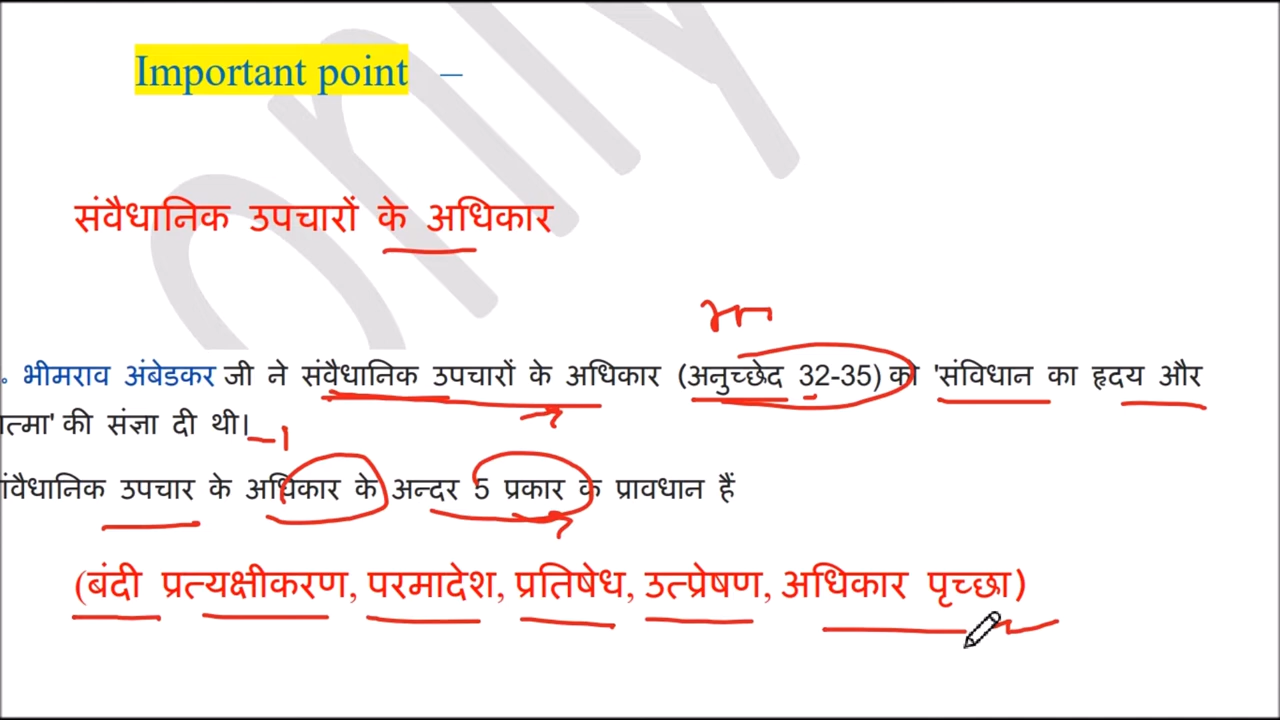 Important point –
only
संवैधानिक उपचारों के अधिकार
भीमराव अंबेडकर जी ने संवैधानिक उपचारों के अधिकार (अनुच्छेद 32-35) को 'संविधान का हृदय और
त्मा' की संज्ञा दी थी।
संवैधानिक उपचार के अधिकार के अन्दर 5 प्रकार के प्रावधान हैं
(बंदी प्रत्यक्षीकरण, परमादेश, प्रतिषेध, उत्प्रेषण, अधिकार पृच्छा)